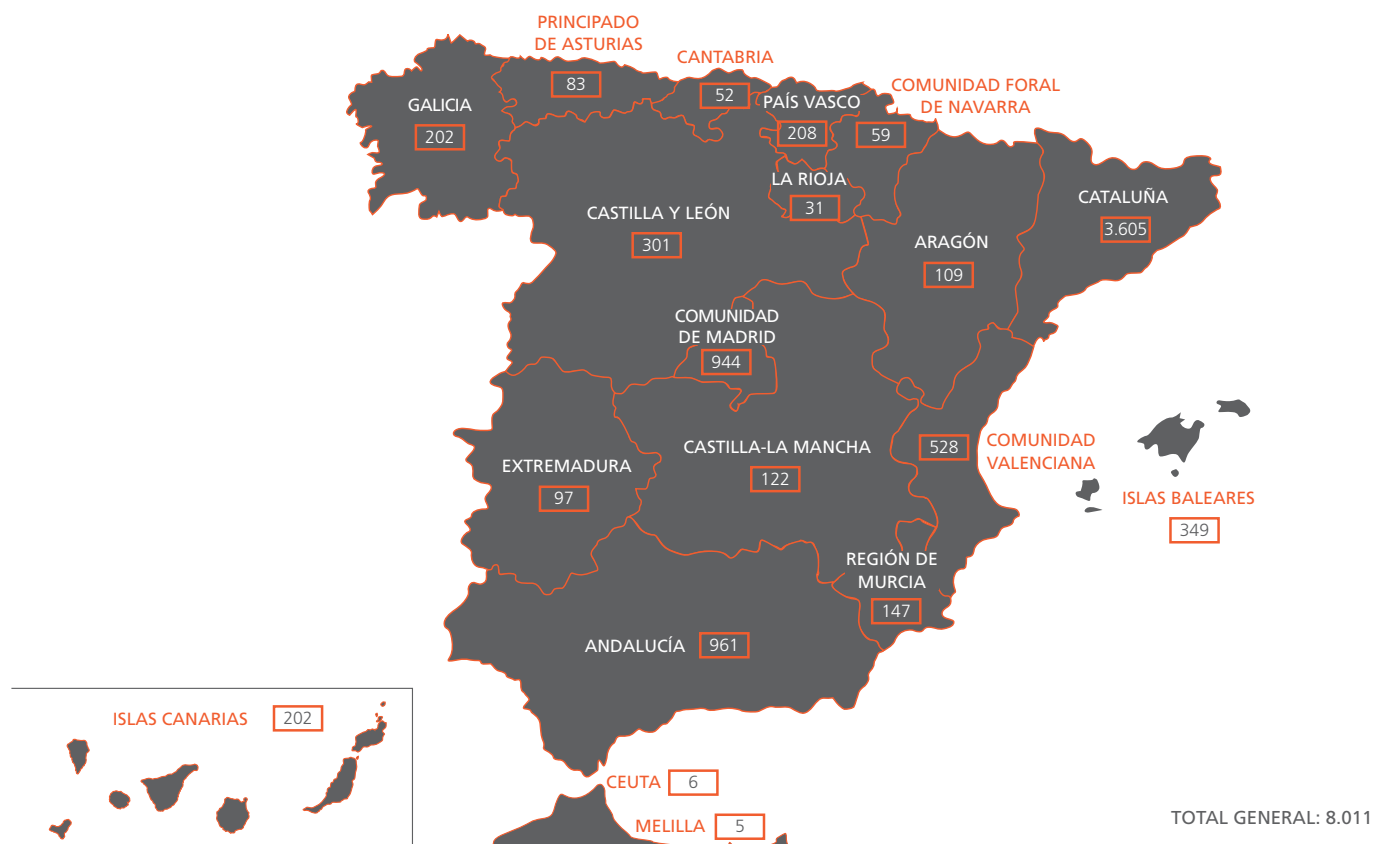 PRINCIPADO
DE ASTURIAS
83
CANTABRIA
52
PAÍS VASCO
208
COMUNIDAD FORAL
DE NAVARRA
59
GALICIA
202
LA RIOJA
31
CATALUÑA
3.605
CASTILLA Y LEÓN
301
ARAGÓN
109
COMUNIDAD
DE MADRID
944
CASTILLA-LA MANCHA
122
528
COMUNIDAD
VALENCIANA
EXTREMADURA
97
ISLAS BALEARES
349
REGIÓN DE
MURCIA
147
ANDALUCÍA
961
ISLAS CANARIAS
202
CEUTA
6
MELILLA
5
TOTAL GENERAL: 8.011